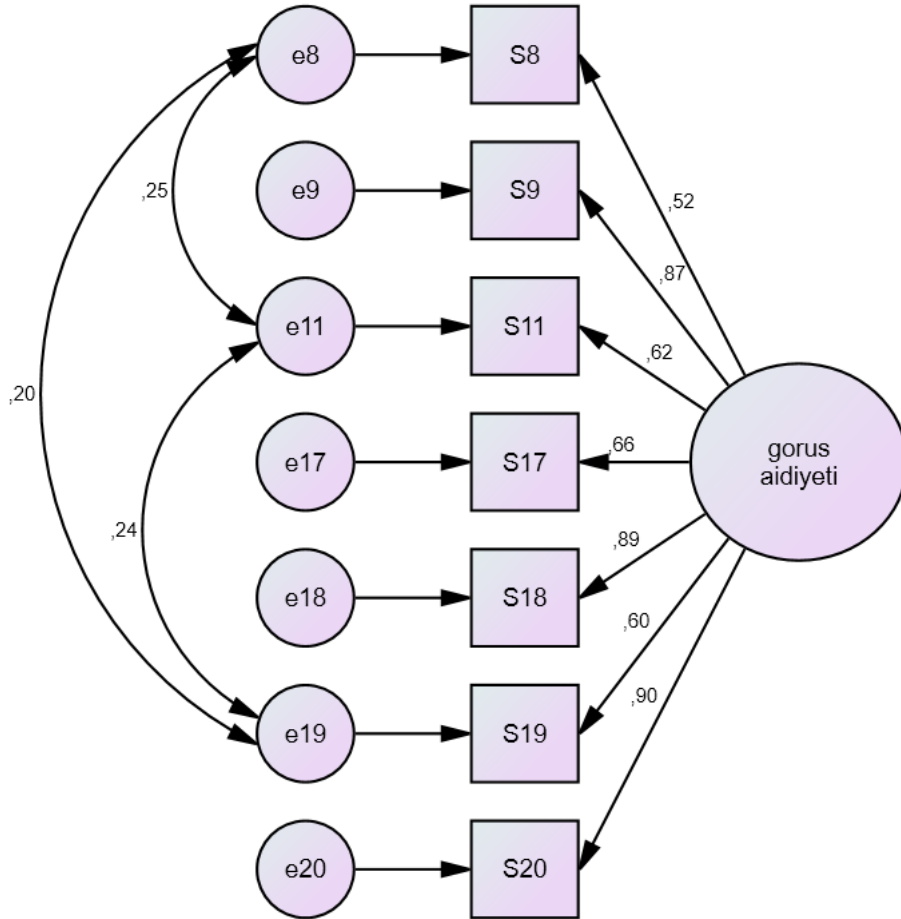 e8
S8
,52
,25
e9
S9
,87
e11
S11
,62
,20
e17
S17
,66
gorus
aidiyeti
,24
e18
S18
,89
,60
e19
S19
,90
e20
S20